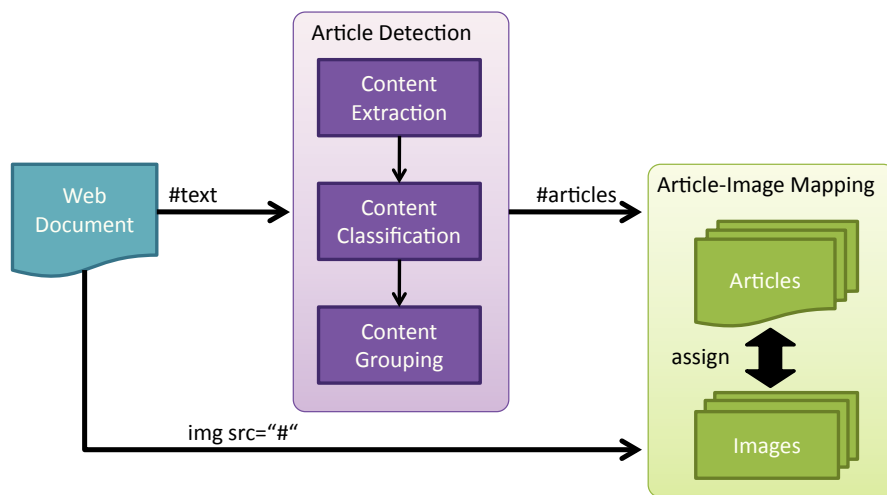 Article Detection
Content
Extraction
Web
Document
#text
Content
Classification
#articles
Article-Image Mapping
Articles
Content
Grouping
assign
img src=“#“
Images